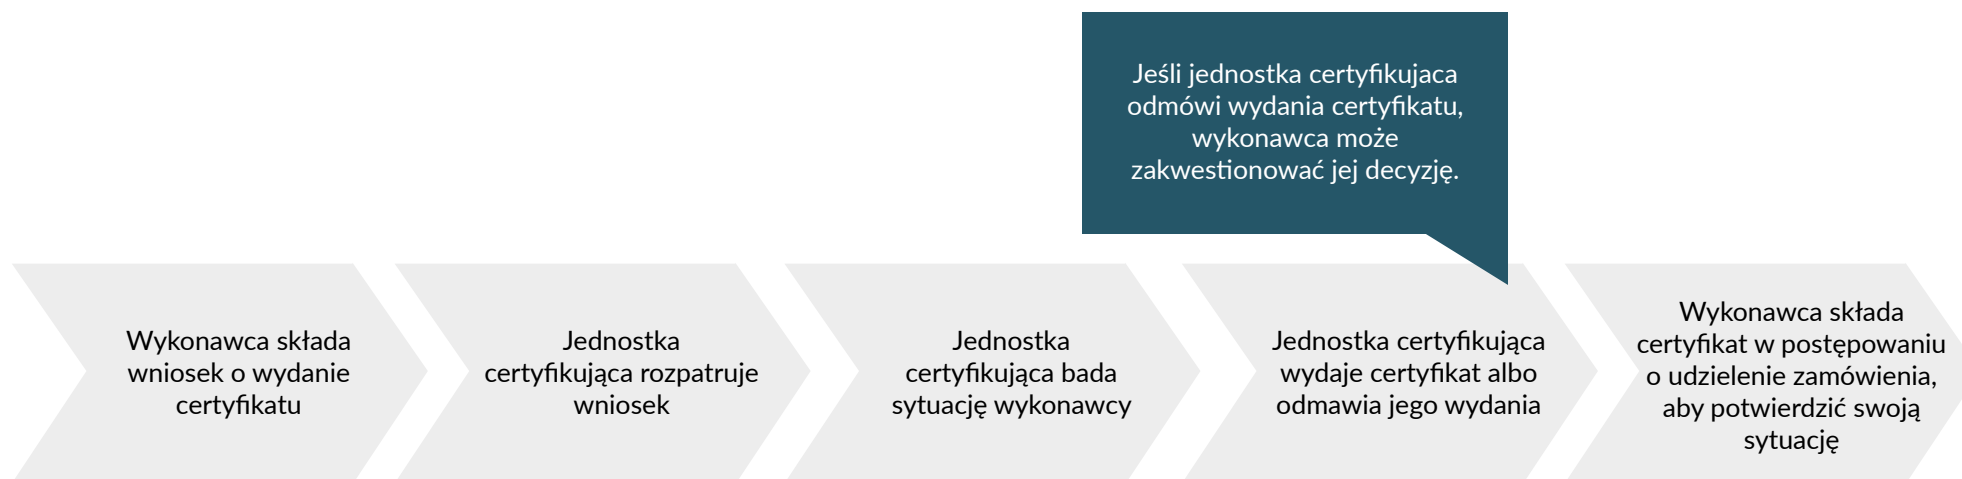 Jeśli jednostka certyfikujaca
odmówi wydania certyfikatu,
wykonawca może
zakwestionować jej decyzję.
Wykonawca składa
wniosek o wydanie
certyfikatu
Jednostka
certyfikująca rozpatruje
wniosek
Jednostka
certyfikująca bada
sytuację wykonawcy
Jednostka certyfikująca
wydaje certyfikat albo
odmawia jego wydania
Wykonawca składa
certyfikat w postępowaniu
o udzielenie zamówienia,
aby potwierdzić swoją
sytuację